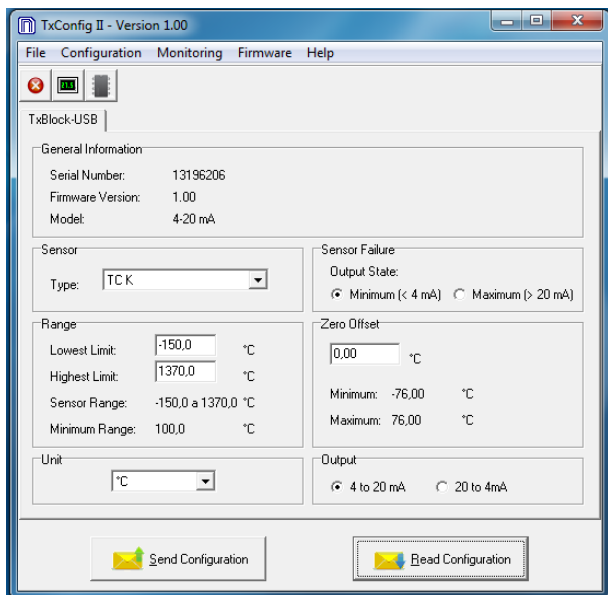 TxConfig II - Version 1.00
File Configuration Monitoring Firmware Help
TxBlock-USB
General Information
Serial Number: 13196206
Firmware Version: 1.00
Model: 4-20 mA
Sensor
Type: TC K
Sensor Failure
Output State:
Minimum (< 4 mA) Maximum (> 20 mA)
Range
Lowest Limit: -150,0 °C
Highest Limit: 1370,0 °C
Sensor Range: -150,0 a 1370,0 °C
Minimum Range: 100,0 °C
Zero Offset
0,00 °C
Minimum: -76,00 °C
Maximum: 76,00 °C
Unit
°C
Output
4 to 20 mA 20 to 4mA
Send Configuration
Read Configuration